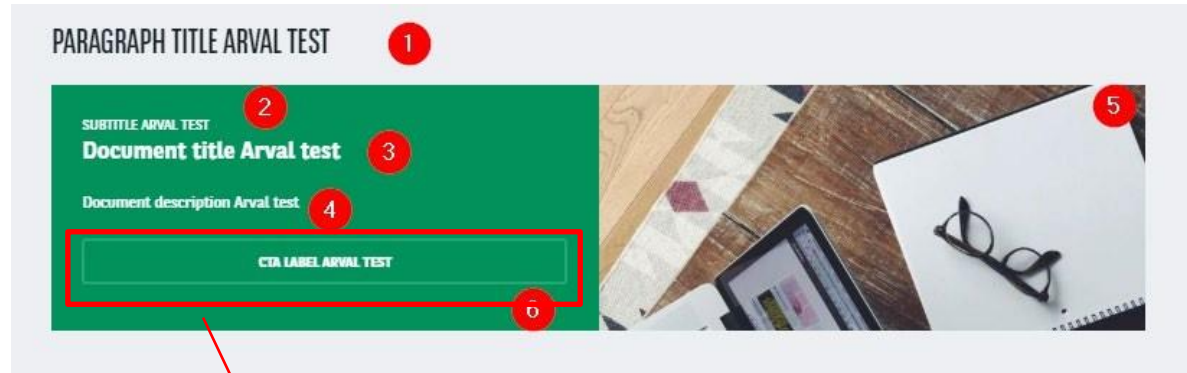 PARAGRAPH TITLE ARVAL TEST 1
2
SUBTITLE ARVAL TEST
Document title Arval test 3
Document description Arval test 4
CTA LABEL ARVAL TEST
6
5